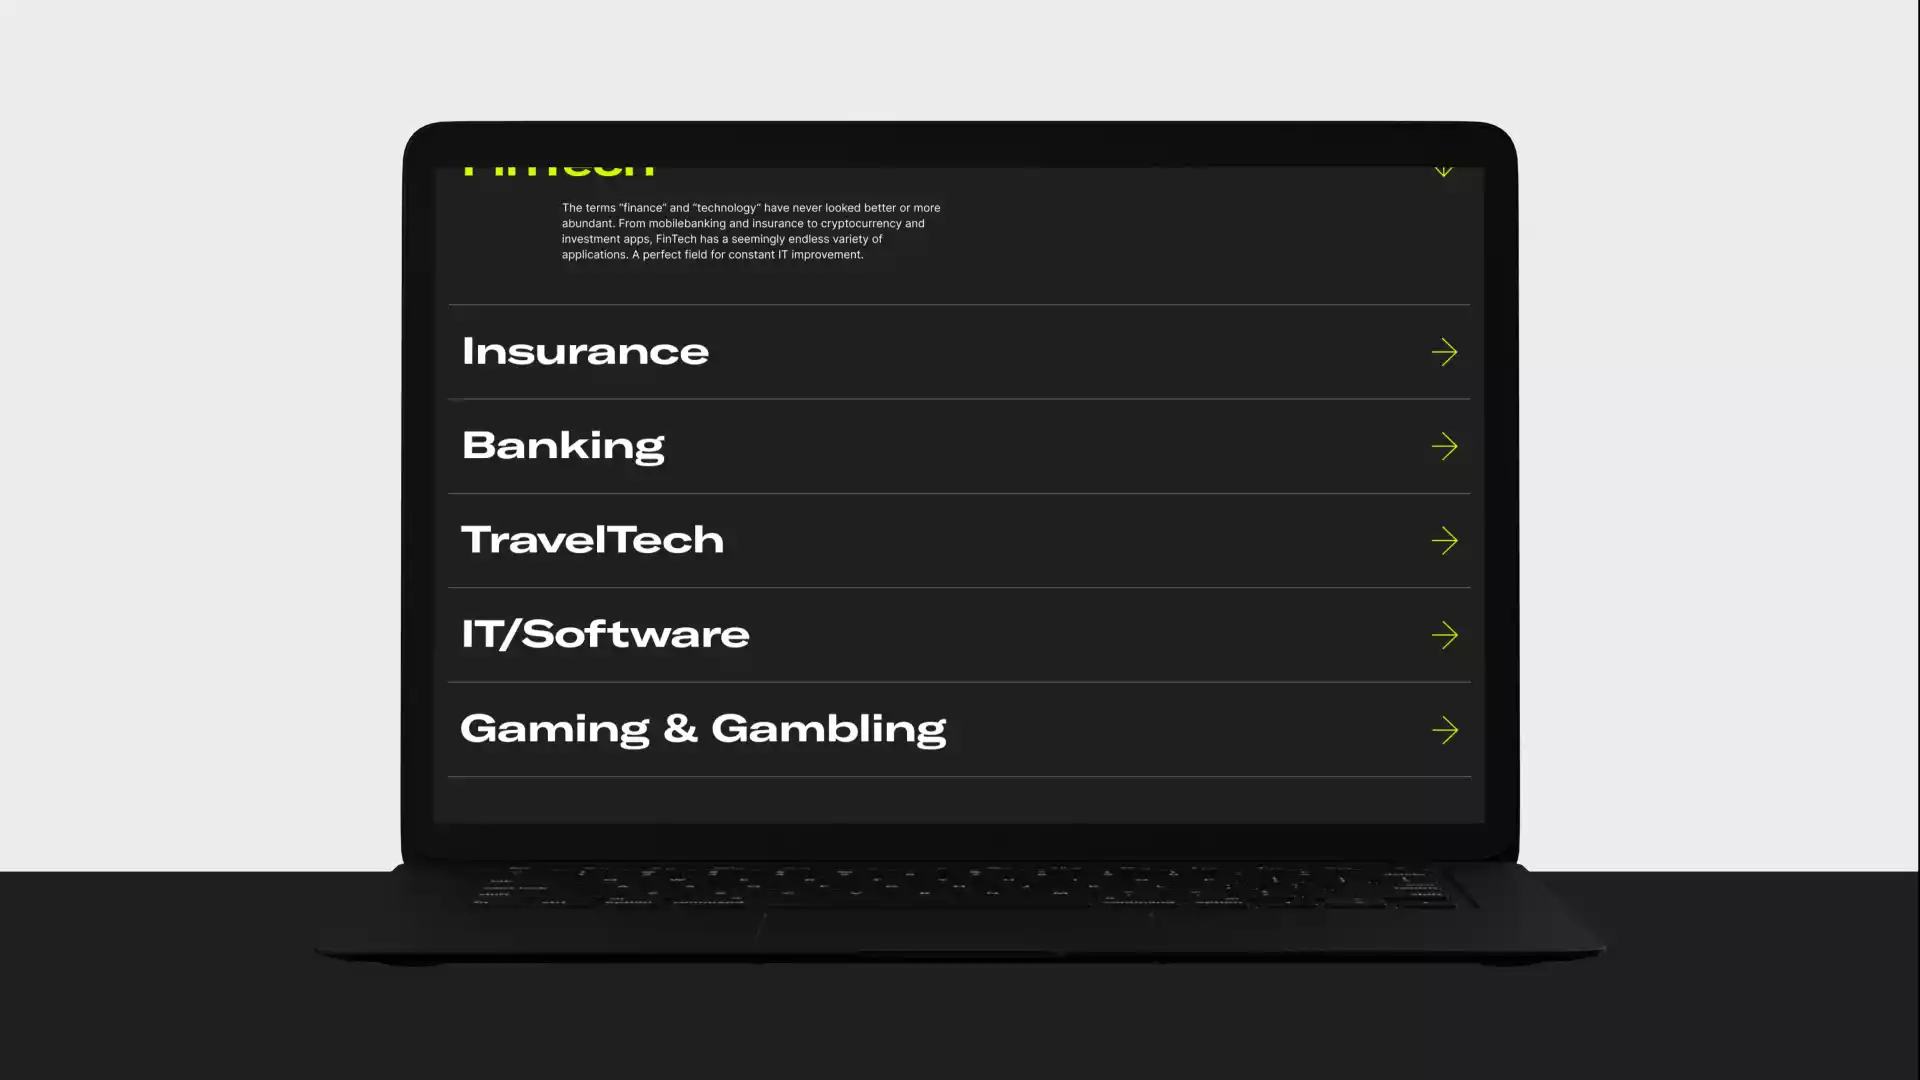 FinTech
The terms “finance” and “technology” have never looked better or more
abundant. From mobilebanking and insurance to cryptocurrency and
investment apps, FinTech has a seemingly endless variety of
applications. A perfect field for constant IT improvement.
Insurance
Banking
TravelTech
IT/Software
Gaming & Gambling